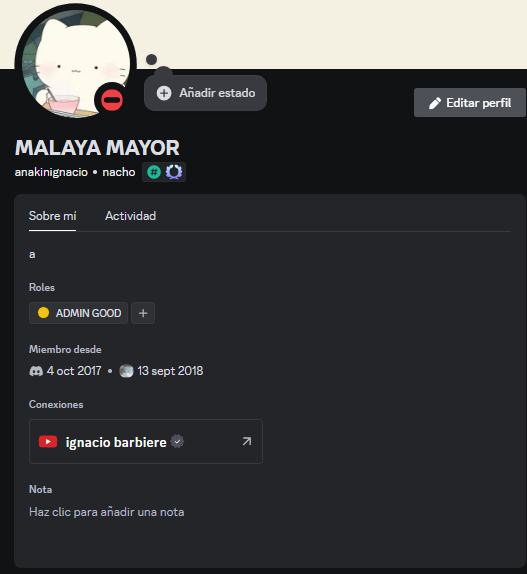 Añadir estado
Editar perfil
MALAYA MAYOR
anakinignacio • nacho #
Sobre mí Actividad
a
Roles
ADMIN GOOD +
Miembro desde
4 oct 2017 • 13 sept 2018
Conexiones
ignacio barbiere
Nota
Haz clic para añadir una nota